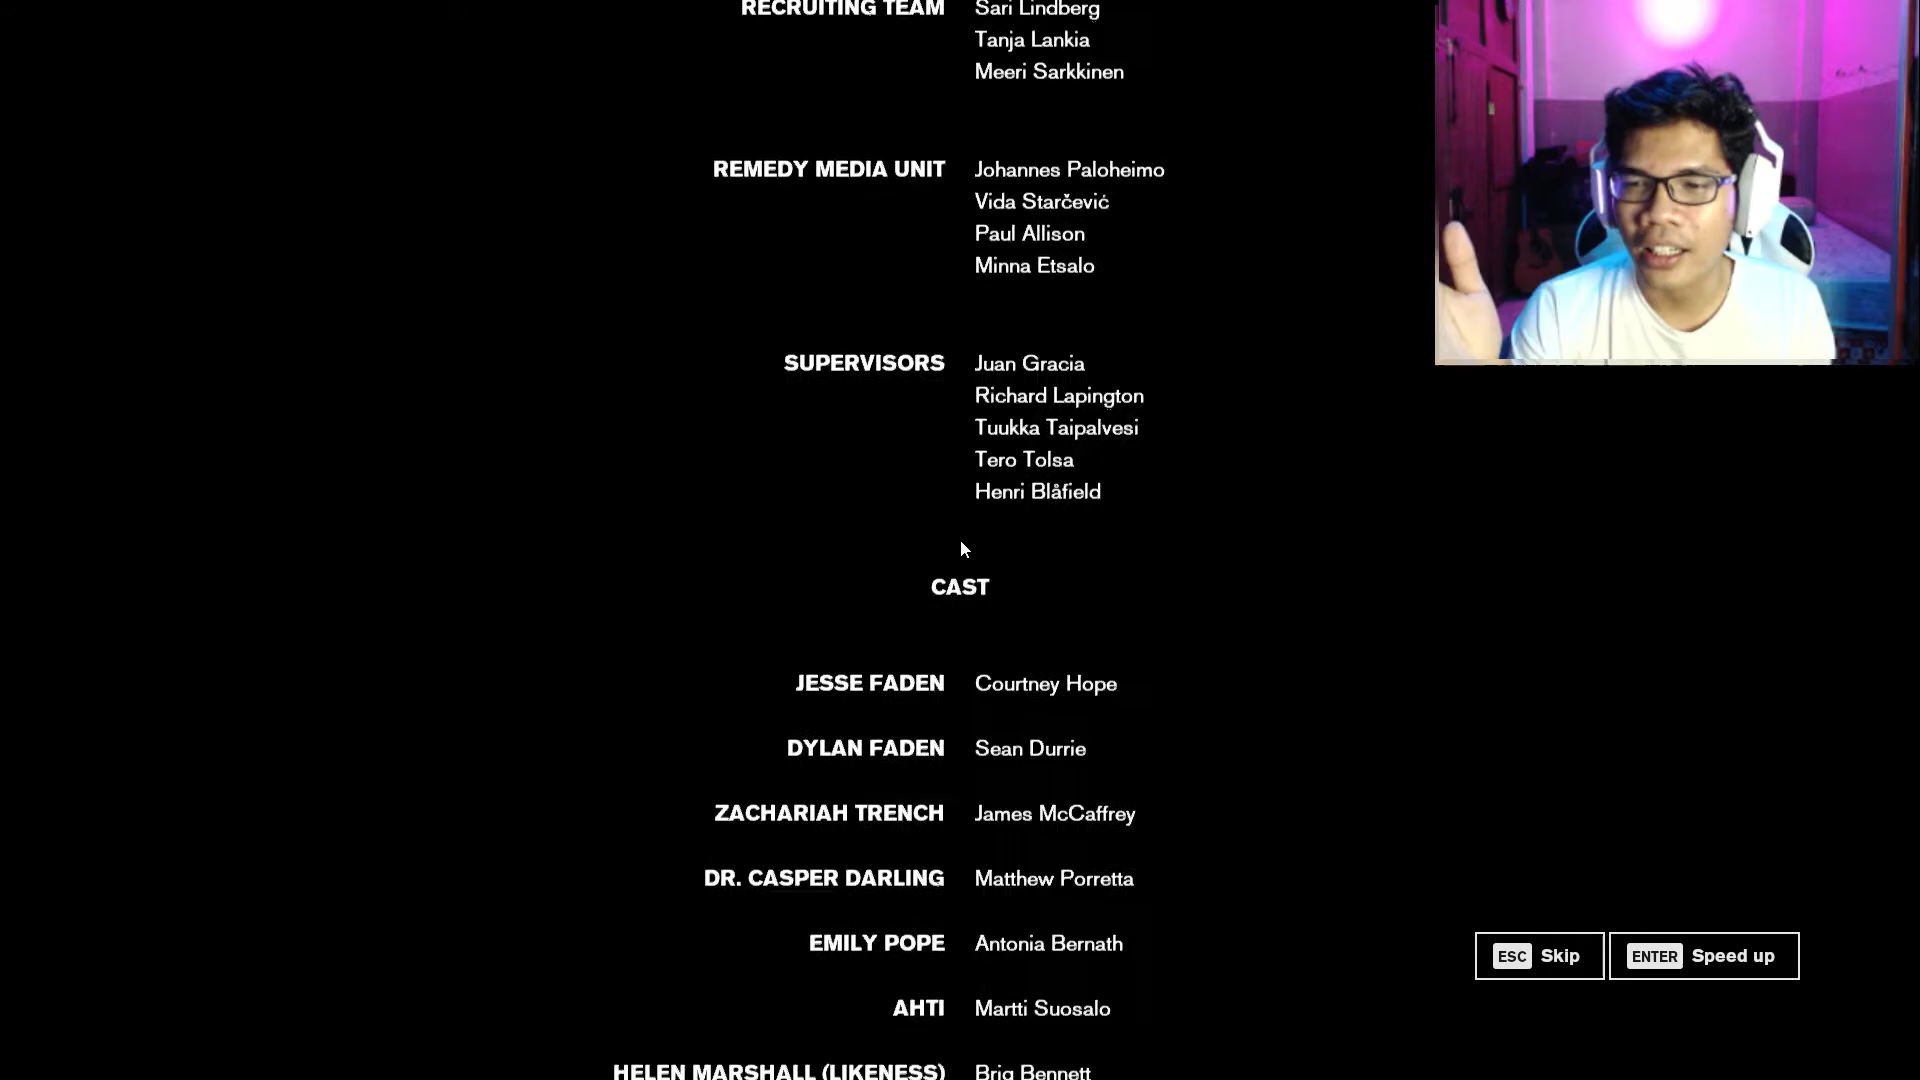 RECRUITING TEAM Sari Lindberg
Tanja Lankia
Meeri Sarkkinen
REMEDY MEDIA UNIT Johannes Paloheimo
Vida Starčević
Paul Allison
Minna Etsalo
SUPERVISORS Juan Gracia
Richard Lapington
Tuukka Taipalvesi
Tero Tolsa
Henri Blåfield
CAST
JESSE FADEN Courtney Hope
DYLAN FADEN Sean Durrie
ZACHARIAH TRENCH James McCaffrey
DR. CASPER DARLING Matthew Porretta
EMILY POPE Antonia Bernath
ESC Skip ENTER Speed up
AHTI Martti Suosalo
HELEN MARSHALL (LIKENESS) Brig Bennett